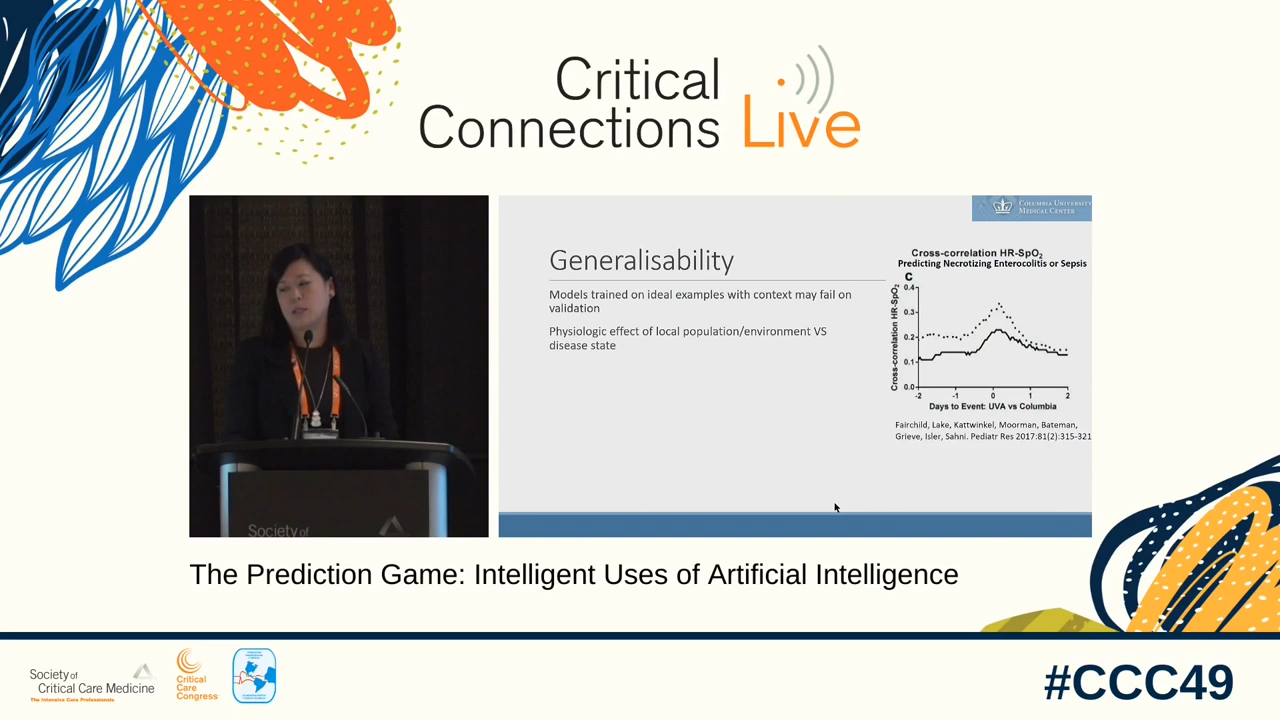 Critical
Connections Live
COLUMBIA UNIVERSITY
MEDICAL CENTER
Generalisability
Models trained on ideal examples with context may fail on
validation
Physiologic effect of local population/environment VS
disease state
Cross-correlation HR-SpO2
Predicting Necrotizing Enterocolitis or Sepsis
C
Cross-correlation HR-SpO2
0.4
0.3
0.2
0.1
0.0
-2 -1 0 1 2
Days to Event: UVA vs Columbia
Fairchild, Lake, Kattwinkel, Moorman, Bateman,
Grieve, Isler, Sahni. Pediatr Res 2017:81(2):315-321
Society of
The Prediction Game: Intelligent Uses of Artificial Intelligence
Society of
Critical Care Medicine
The Intensive Care Professionals
Critical
Care
Congress
#CCC49